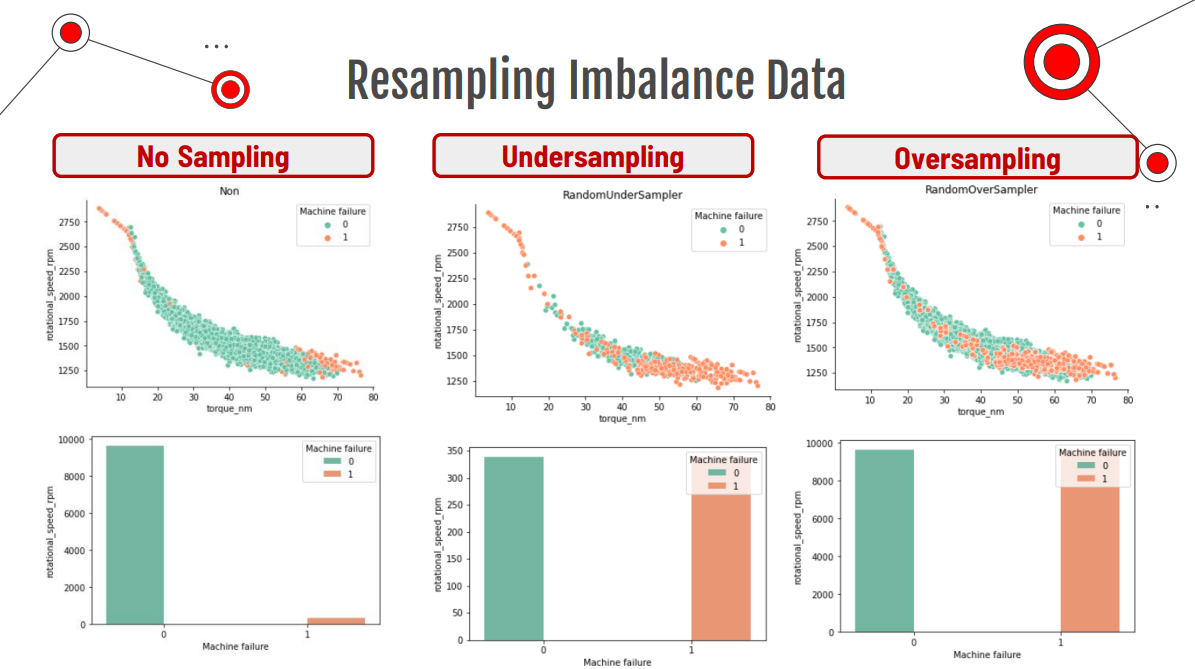 Resampling Imbalance Data
No Sampling
Undersampling
Oversampling
Non
Machine failure
0
1
rotational_speed_rpm
2750
2500
2250
2000
1750
1500
1250
10 20 30 40 50 60 70 80
torque_nm
RandomUnderSampler
Machine failure
0
1
rotational_speed_rpm
2750
2500
2250
2000
1750
1500
1250
10 20 30 40 50 60 70 80
torque_nm
RandomOverSampler
Machine failure
0
1
rotational_speed_rpm
2750
2500
2250
2000
1750
1500
1250
10 20 30 40 50 60 70 80
torque_nm
Machine failure
0
1
rotational_speed_rpm
10000
8000
6000
4000
2000
0
0 1
Machine failure
Machine failure
0
1
rotational_speed_rpm
350
300
250
200
150
100
50
0
0 1
Machine failure
Machine failure
0
1
rotational_speed_rpm
10000
8000
6000
4000
2000
0
0 1
Machine failure